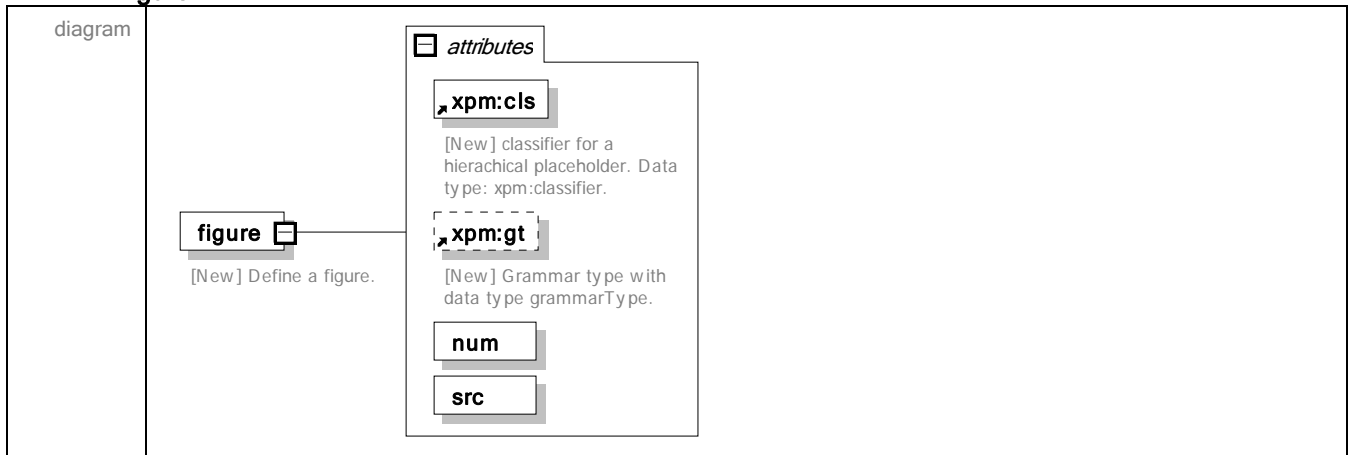 diagram
attributes
xpm:cls
[New] classifier for a
hierachical placeholder. Data
type: xpm:classifier.
figure
[New] Define a figure.
xpm:gt
[New] Grammar type with
data type grammarType.
num
src